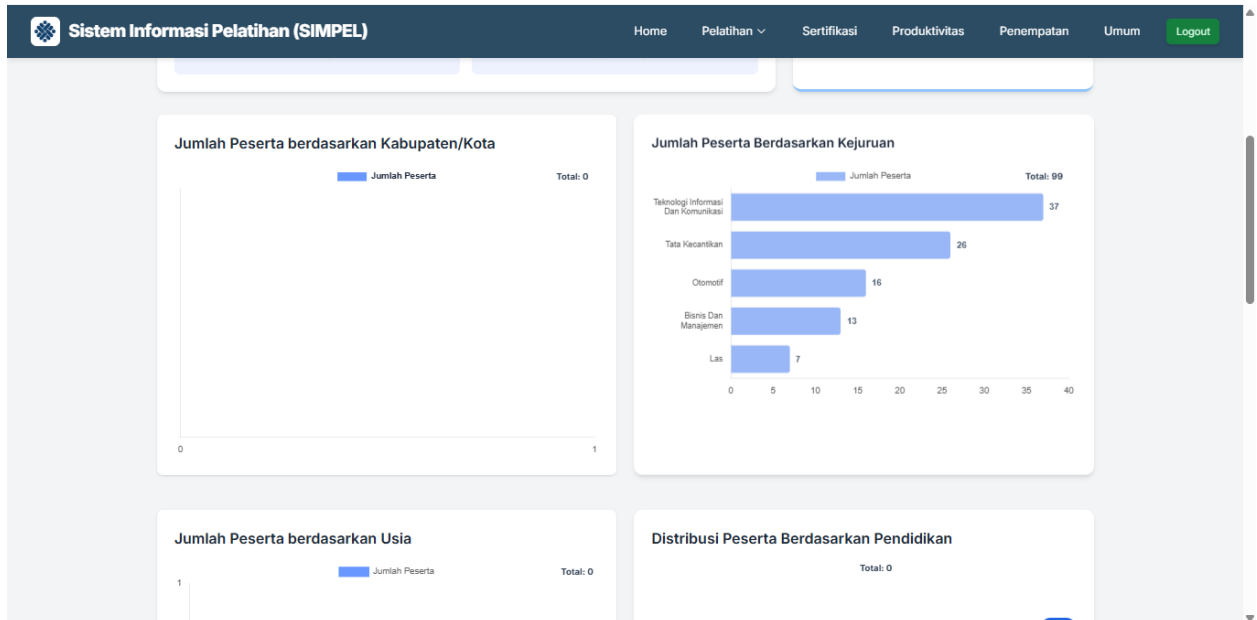 Sistem Informasi Pelatihan (SIMPEL)
Home Pelatihan Sertifikasi Produktivitas Penempatan Umum Logout
Jumlah Peserta berdasarkan Kabupaten/Kota
Jumlah Peserta Total: 0
0 1
Jumlah Peserta Berdasarkan Kejuruan
Jumlah Peserta Total: 99
Teknologi Informasi
Dan Komunikasi
37
Tata Kecantikan 26
Otomotif 16
Bisnis Dan
Manajemen
13
Las 7
0 5 10 15 20 25 30 35 40
Jumlah Peserta berdasarkan Usia
Jumlah Peserta Total: 0
1
Distribusi Peserta Berdasarkan Pendidikan
Total: 0